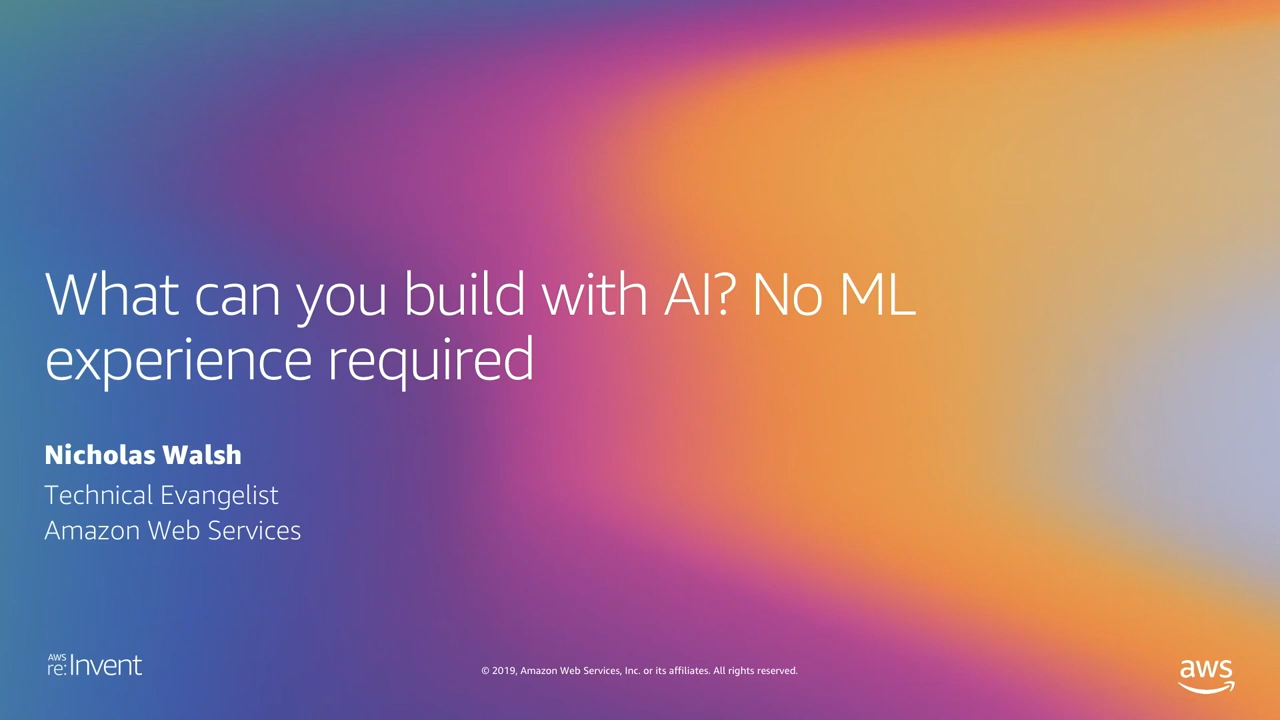 What can you build with AI? No ML
experience required
Nicholas Walsh
Technical Evangelist
Amazon Web Services
AWS
re:Invent
© 2019, Amazon Web Services, Inc. or its affiliates. All rights reserved.
aws